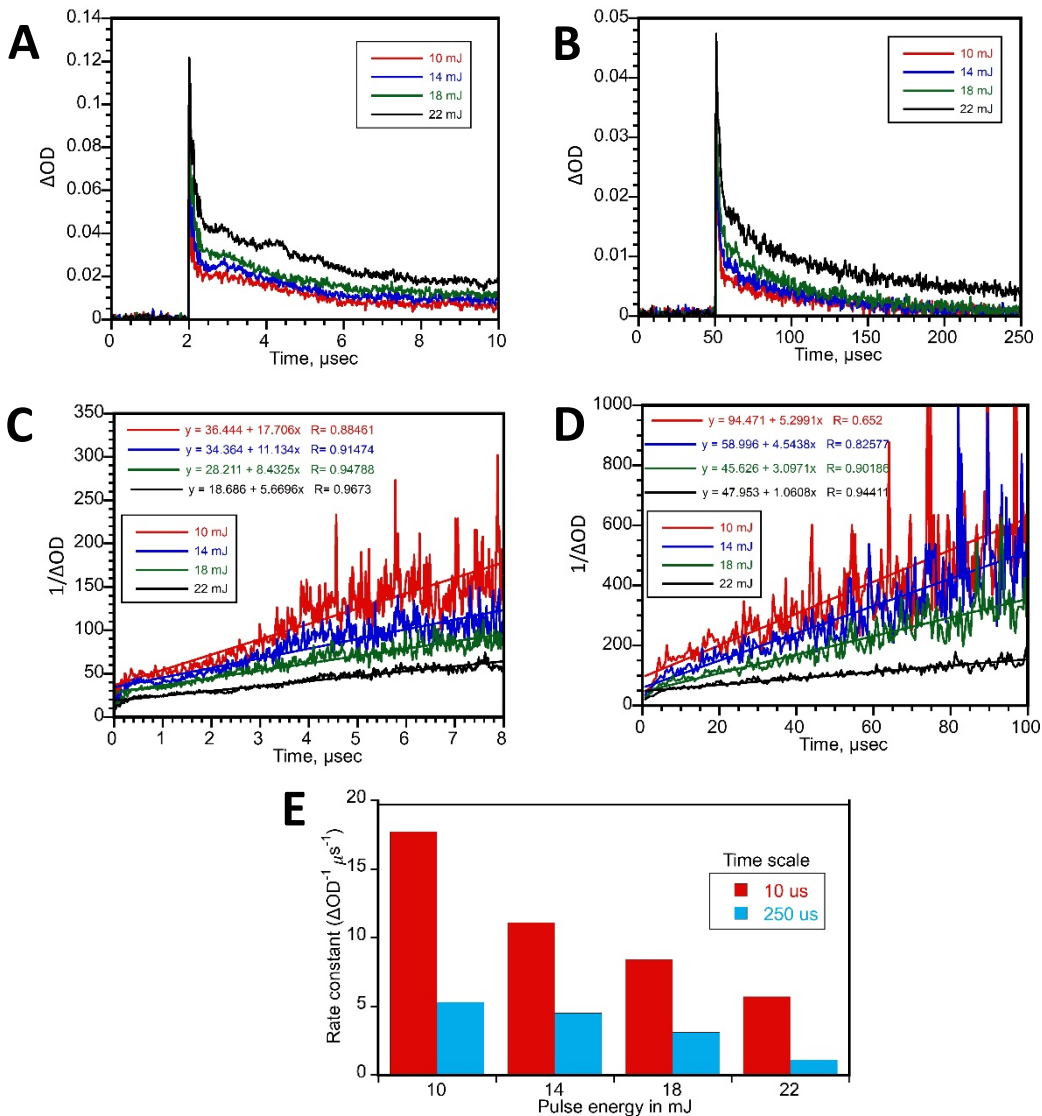 A
0.14
0.12
0.1
0.08
0.06
0.04
0.02
0
ΔOD
10 mJ
14 mJ
18 mJ
22 mJ
0 2 4 6 8 10
Time, μsec
B
0.05
0.04
0.03
0.02
0.01
0
ΔOD
10 mJ
14 mJ
18 mJ
22 mJ
0 50 100 150 200 250
Time, μsec
C
350
300
250
200
150
100
50
0
1/ΔOD
y = 36.444 + 17.706x R= 0.88461
y = 34.364 + 11.134x R= 0.91474
y = 28.211 + 8.4325x R= 0.94788
y = 18.686 + 5.6696x R= 0.9673
10 mJ
14 mJ
18 mJ
22 mJ
0 1 2 3 4 5 6 7 8
Time, μsec
D
1000
800
600
400
200
0
1/ΔOD
y = 94.471 + 5.2991x R= 0.652
y = 58.996 + 4.5438x R= 0.82577
y = 45.626 + 3.0971x R= 0.90186
y = 47.953 + 1.0608x R= 0.94411
10 mJ
14 mJ
18 mJ
22 mJ
0 20 40 60 80 100
Time, μsec
E
20
15
10
5
0
Rate constant (ΔOD⁻¹ μs⁻¹)
Time scale
10 us
250 us
10 14 18 22
Pulse energy in mJ